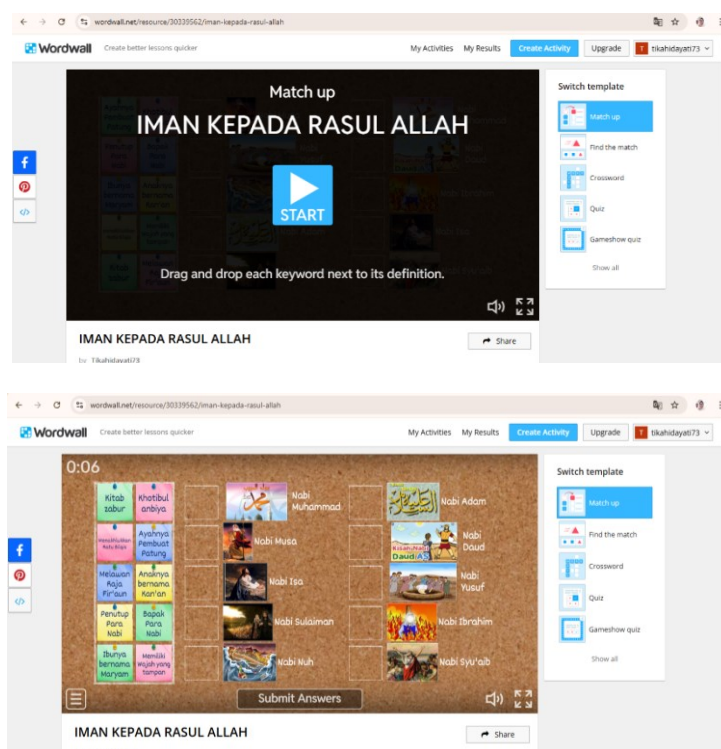 wordwall.net/resource/30339562/iman-kepada-rasul-allah
Wordwall
Create better lessons quicker
My Activities
My Results
Create Activity
Upgrade
T
tikahidayati73
Match up
IMAN KEPADA RASUL ALLAH
START
Drag and drop each keyword next to its definition.
Switch template
Match up
Find the match
Crossword
Quiz
Gameshow quiz
Show all
IMAN KEPADA RASUL ALLAH
Share
by Tikahidayati73
wordwall.net/resource/30339562/iman-kepada-rasul-allah
Wordwall
Create better lessons quicker
My Activities
My Results
Create Activity
Upgrade
T
tikahidayati73
0:06
Kitab
zabur
Khotibul
anbiya
Ayahnya
Pembuat
Patung
Melawan
Raja
Fir'aun
Anaknya
bernama
Kan'an
Penutup
Para
Nabi
Bapak
Para
Nabi
Ibunya
bernama
Maryam
Memiliki
wajah yang
tampan
Nabi
Muhammad
Nabi Musa
Nabi Isa
Nabi Sulaiman
Nabi Nuh
Nabi Adam
Daud AS
Nabi
Daud
Nabi
Yusuf
Nabi Ibrahim
Nabi Syu'aib
Submit Answers
Switch template
Match up
Find the match
Crossword
Quiz
Gameshow quiz
Show all
IMAN KEPADA RASUL ALLAH
Share